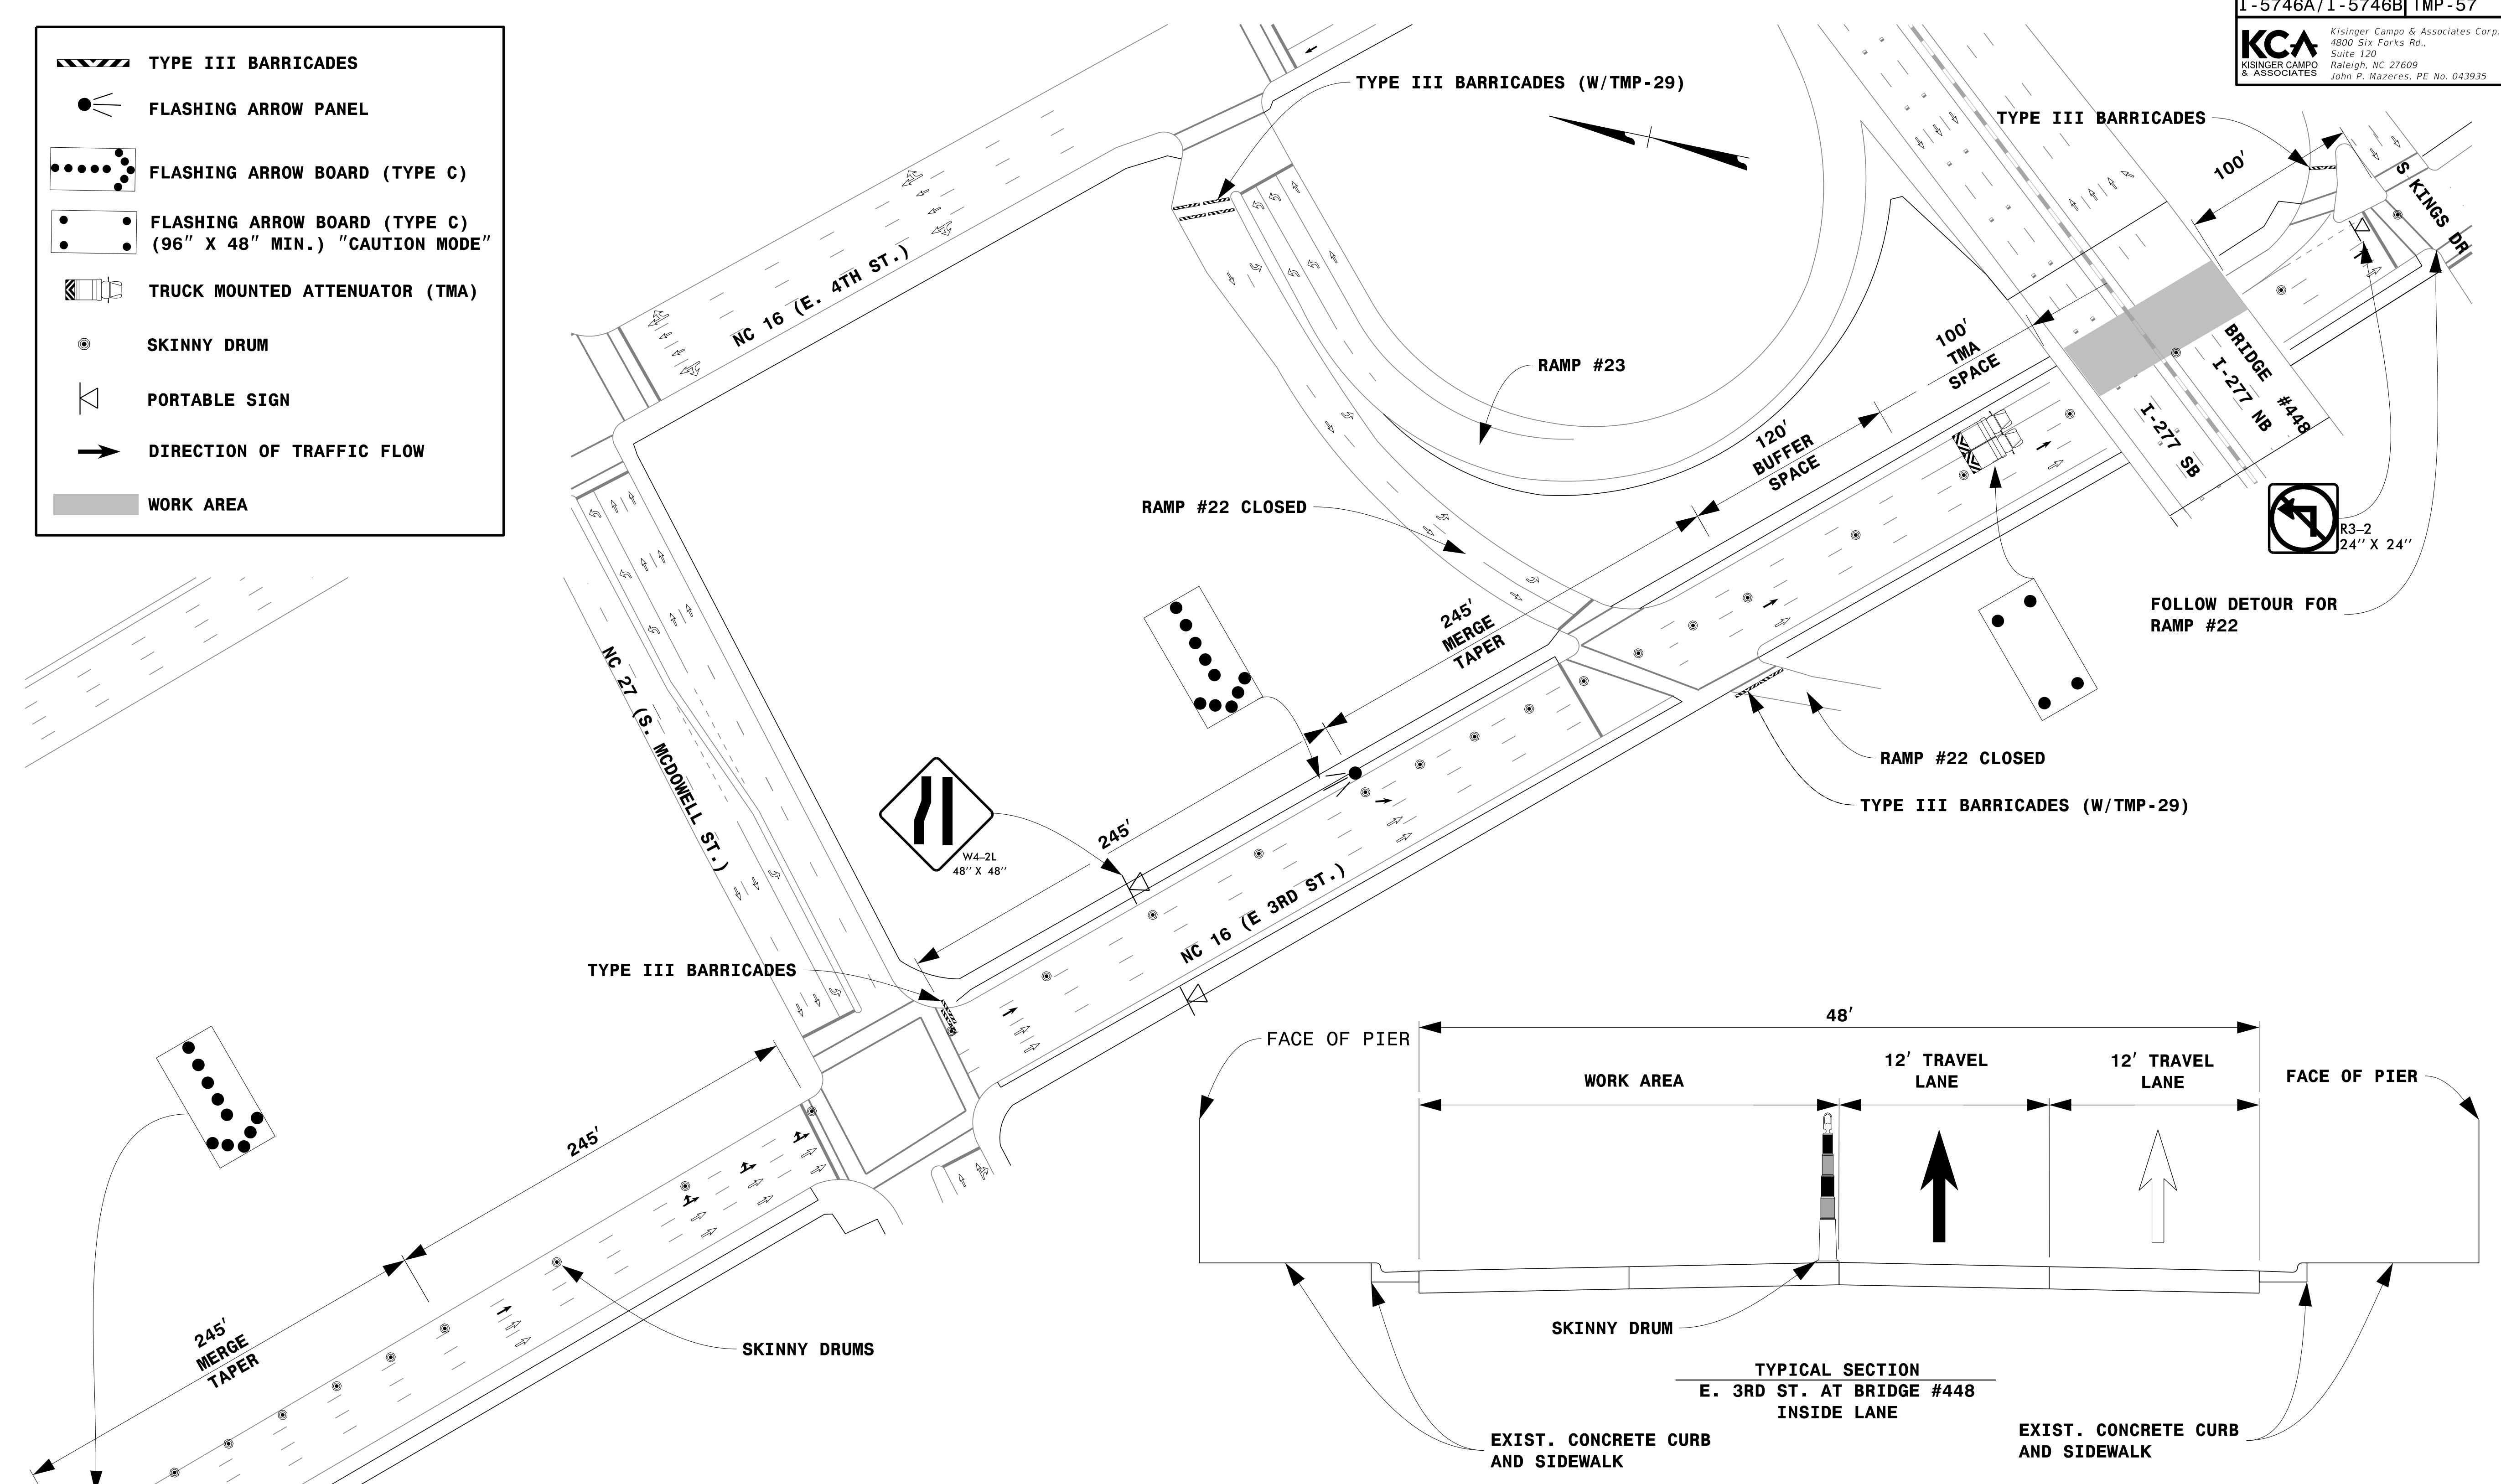 I-5746A/I-5746B TMP-57
KCA
KISINGER CAMPO
& ASSOCIATES
Kisinger Campo & Associates Corp.
4800 Six Forks Rd.,
Suite 120
Raleigh, NC 27609
John P. Mazeres, PE No. 043935
TYPE III BARRICADES
FLASHING ARROW PANEL
FLASHING ARROW BOARD (TYPE C)
FLASHING ARROW BOARD (TYPE C)
(96" X 48" MIN.) "CAUTION MODE"
TRUCK MOUNTED ATTENUATOR (TMA)
SKINNY DRUM
PORTABLE SIGN
DIRECTION OF TRAFFIC FLOW
WORK AREA
TYPE III BARRICADES (W/TMP-29)
TYPE III BARRICADES
100'
S KINGS DR
NC 16 (E. 4TH ST.)
RAMP #23
100'
TMA
SPACE
BRIDGE #448
I-277 NB
I-277 SB
120'
BUFFER
SPACE
RAMP #22 CLOSED
R3-2
24'' X 24''
FOLLOW DETOUR FOR
RAMP #22
245'
MERGE
TAPER
NC 27 (S. MCDOWELL ST.)
RAMP #22 CLOSED
TYPE III BARRICADES (W/TMP-29)
245'
W4-2L
48'' X 48''
NC 16 (E 3RD ST.)
TYPE III BARRICADES
245'
245'
MERGE
TAPER
SKINNY DRUMS
48'
FACE OF PIER
WORK AREA
12' TRAVEL
LANE
12' TRAVEL
LANE
FACE OF PIER
SKINNY DRUM
TYPICAL SECTION
E. 3RD ST. AT BRIDGE #448
INSIDE LANE
EXIST. CONCRETE CURB
AND SIDEWALK
EXIST. CONCRETE CURB
AND SIDEWALK